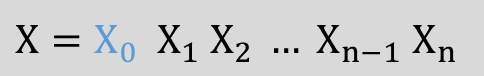 X = X₀ X₁ X₂ … Xₙ₋₁ Xₙ